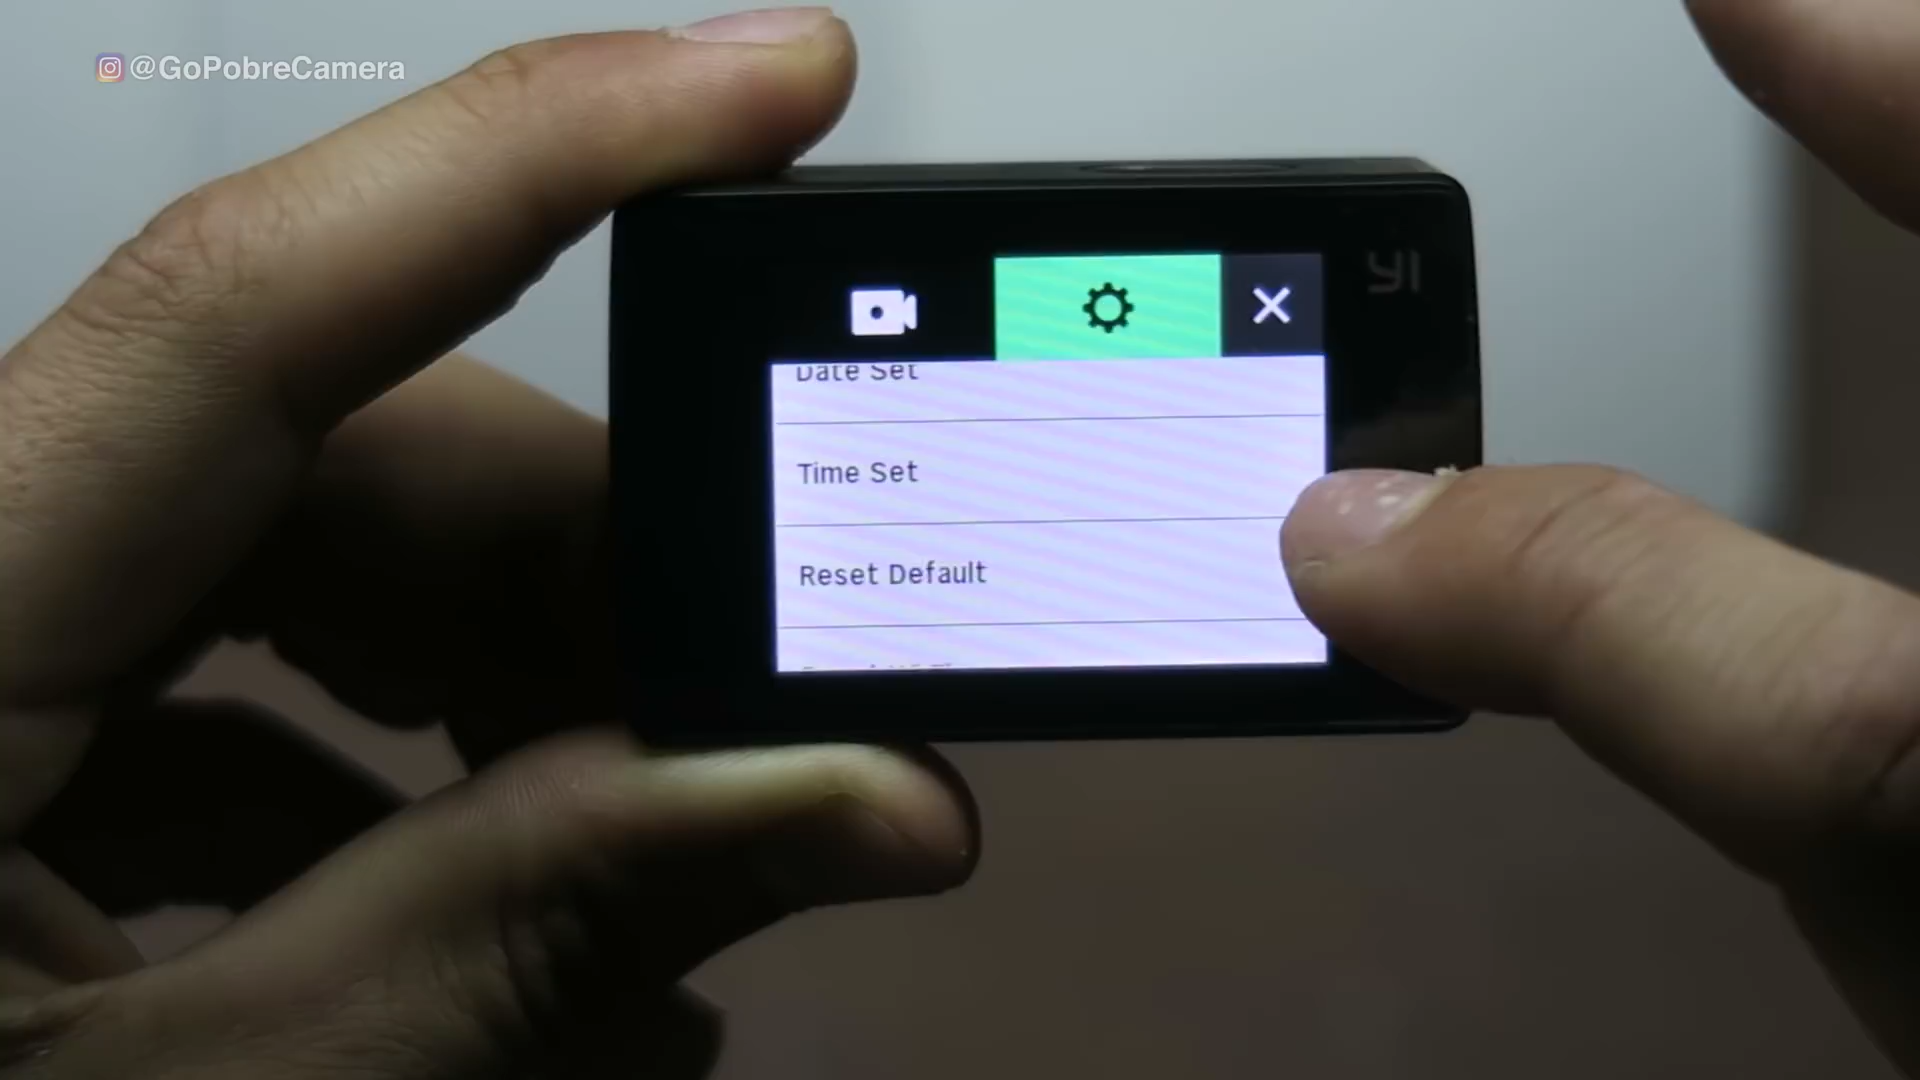 @GoPobreCamera
YI
Date Set
Time Set
Reset Default